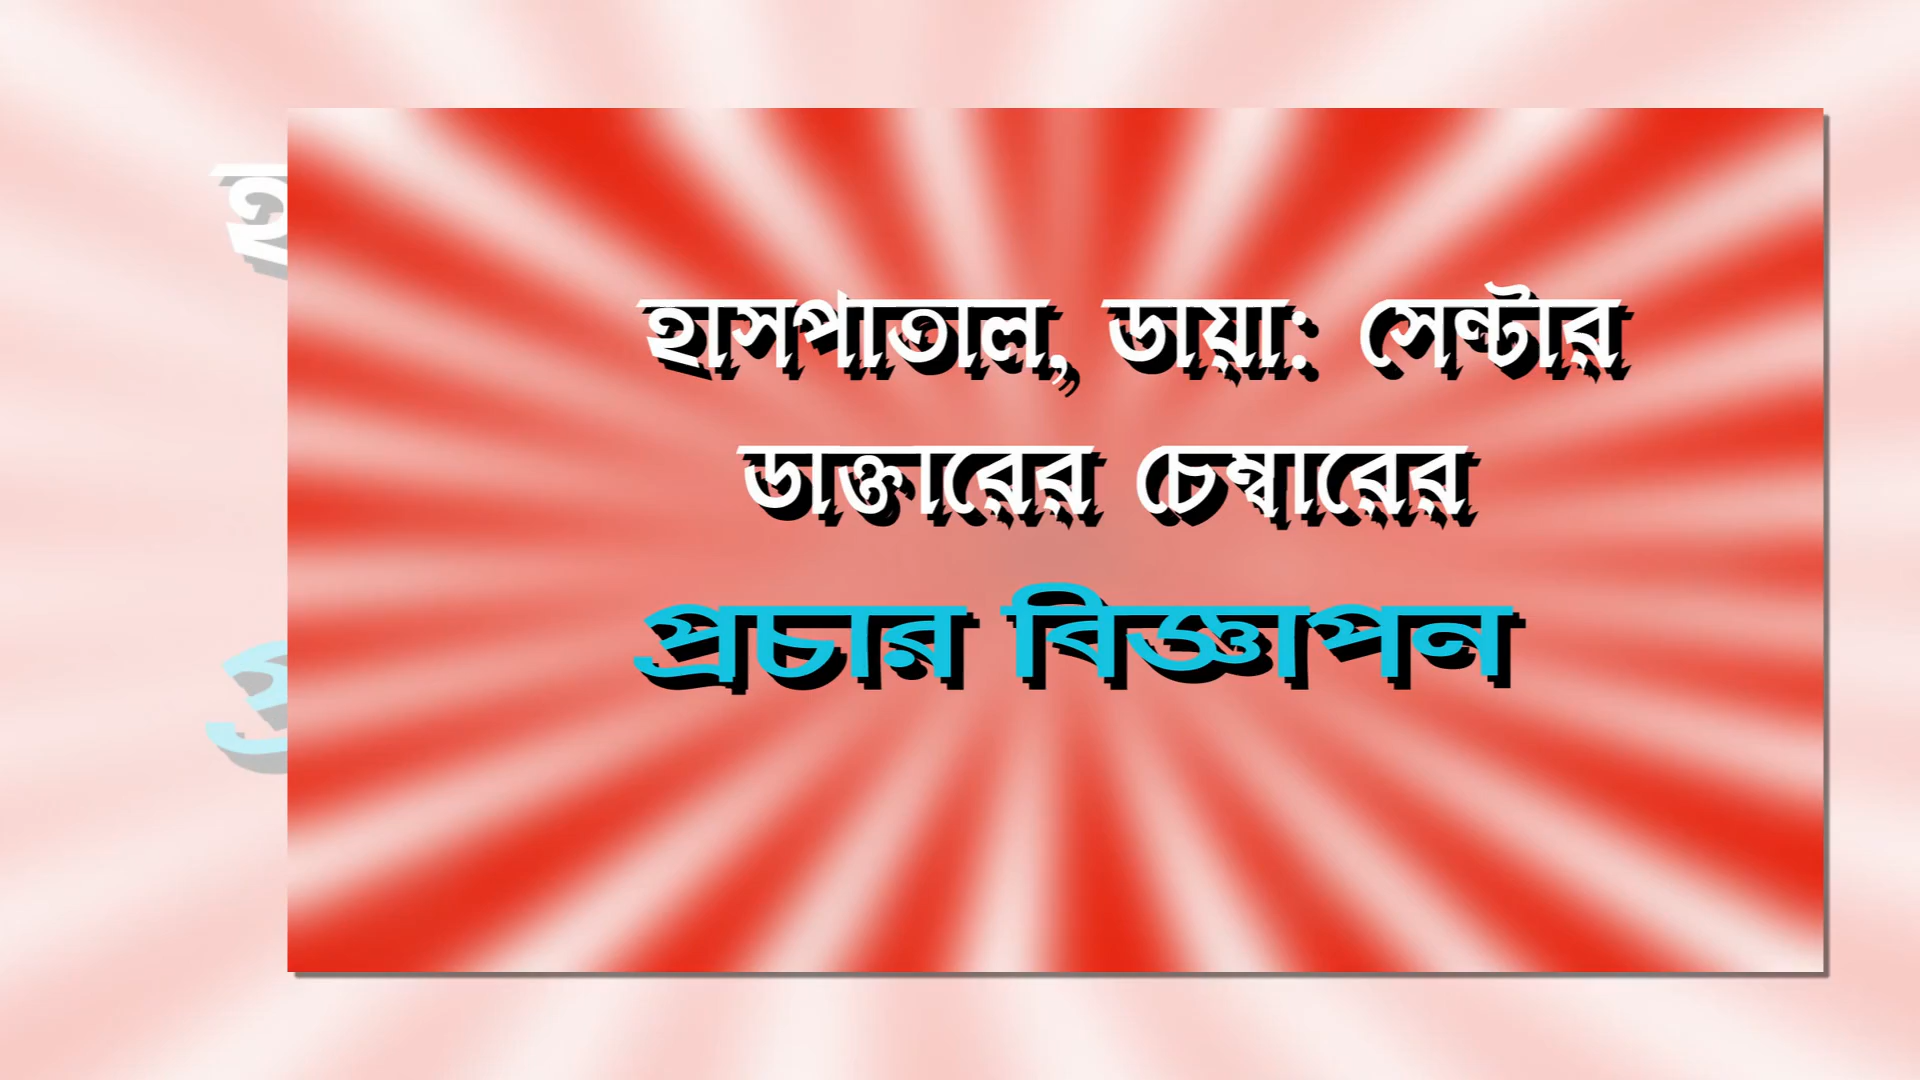 হাসপাতাল, ডায়া: সেন্টার
ডাক্তারের চেম্বারের
প্রচার বিজ্ঞাপন